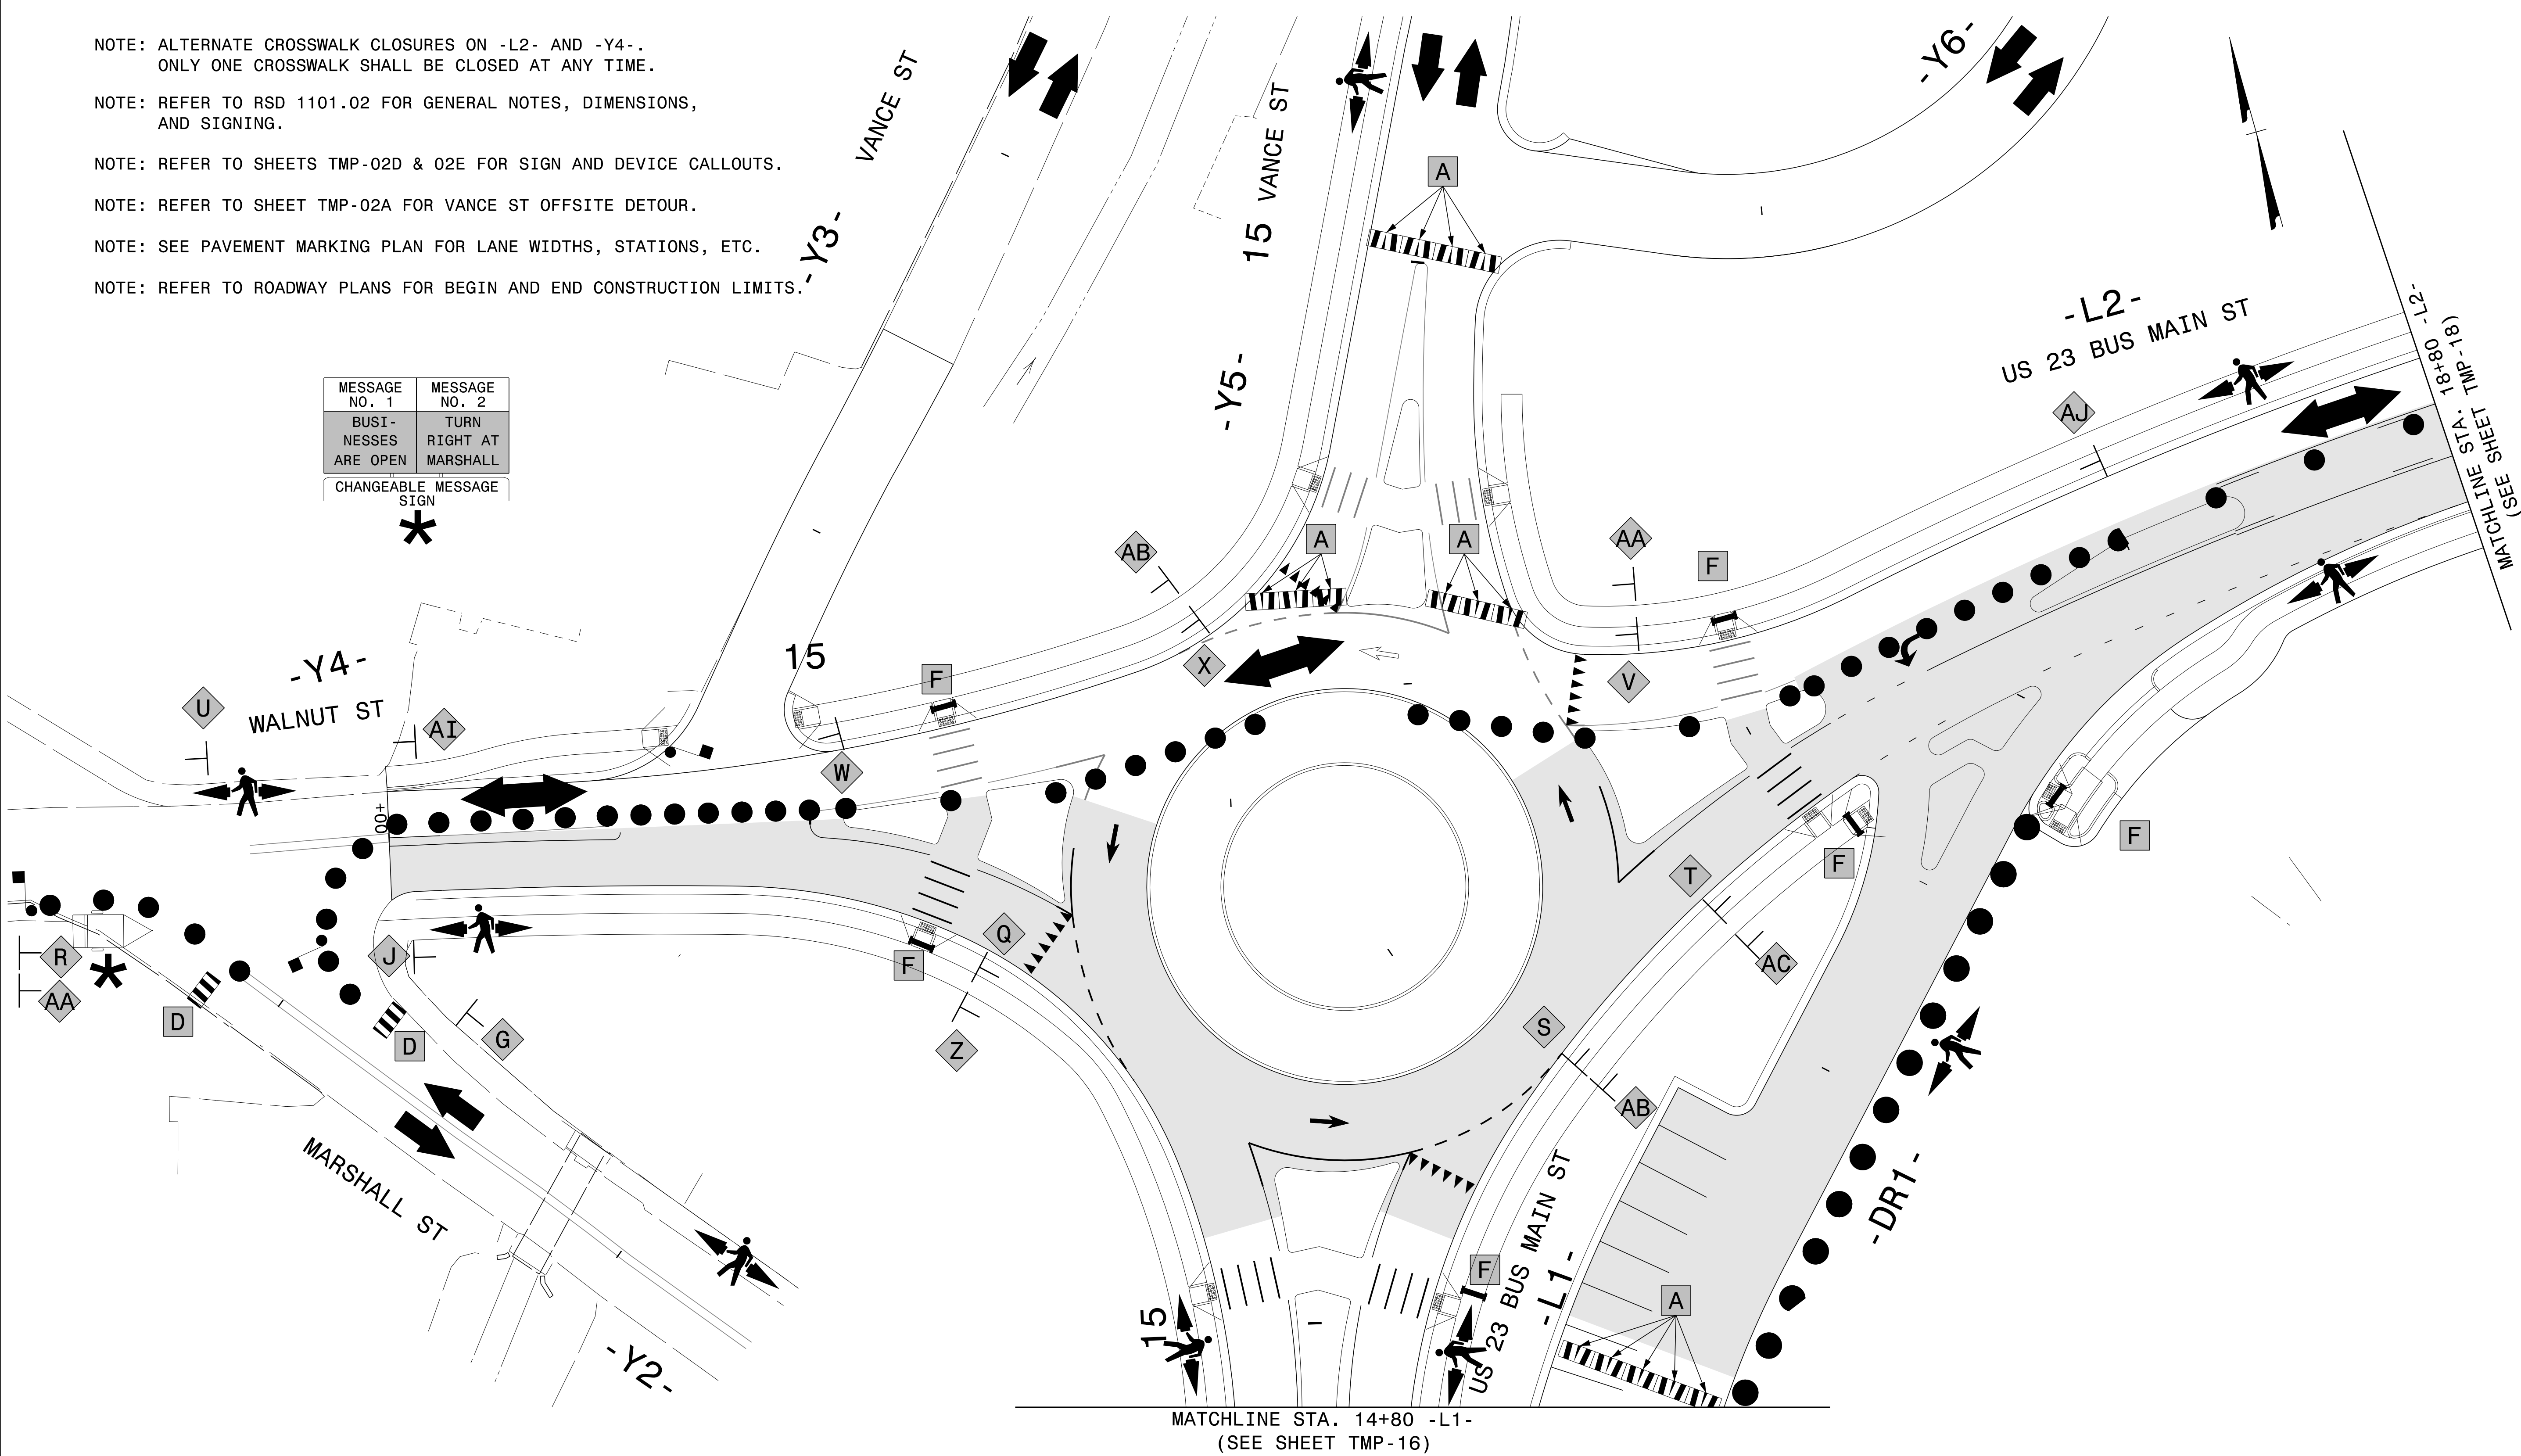 NOTE: ALTERNATE CROSSWALK CLOSURES ON -L2- AND -Y4-.
ONLY ONE CROSSWALK SHALL BE CLOSED AT ANY TIME.
NOTE: REFER TO RSD 1101.02 FOR GENERAL NOTES, DIMENSIONS,
AND SIGNING.
NOTE: REFER TO SHEETS TMP-02D & 02E FOR SIGN AND DEVICE CALLOUTS.
NOTE: REFER TO SHEET TMP-02A FOR VANCE ST OFFSITE DETOUR.
NOTE: SEE PAVEMENT MARKING PLAN FOR LANE WIDTHS, STATIONS, ETC.
NOTE: REFER TO ROADWAY PLANS FOR BEGIN AND END CONSTRUCTION LIMITS.
MESSAGE NO. 1
MESSAGE NO. 2
BUSI-
NESSES
ARE OPEN
TURN
RIGHT AT
MARSHALL
CHANGEABLE MESSAGE
SIGN
*
VANCE ST
-Y3-
VANCE ST
15
-Y5-
-Y6-
A
-L2-
US 23 BUS MAIN ST
MATCHLINE STA. 18+80 -L2-
(SEE SHEET TMP-18)
AJ
AB
A
A
AA
F
X
V
15
F
W
-Y4-
WALNUT ST
U
AI
00+
R
AA
*
D
J
D
G
F
Q
Z
T
F
F
AC
S
AB
MARSHALL ST
-Y2-
15
F
US 23 BUS MAIN ST
-L1-
-DR1-
A
MATCHLINE STA. 14+80 -L1-
(SEE SHEET TMP-16)